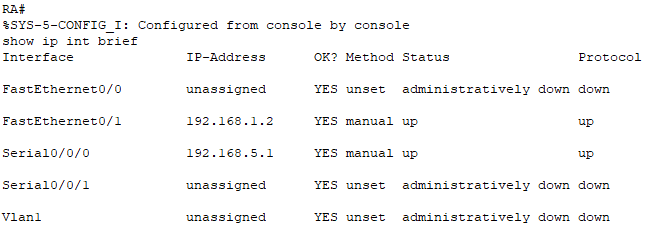 RA#
%SYS-5-CONFIG_I: Configured from console by console
show ip int brief
Interface              IP-Address      OK? Method Status                Protocol
FastEthernet0/0        unassigned      YES unset  administratively down down
FastEthernet0/1        192.168.1.2     YES manual up                    up
Serial0/0/0            192.168.5.1     YES manual up                    up
Serial0/0/1            unassigned      YES unset  administratively down down
Vlan1                  unassigned      YES unset  administratively down down